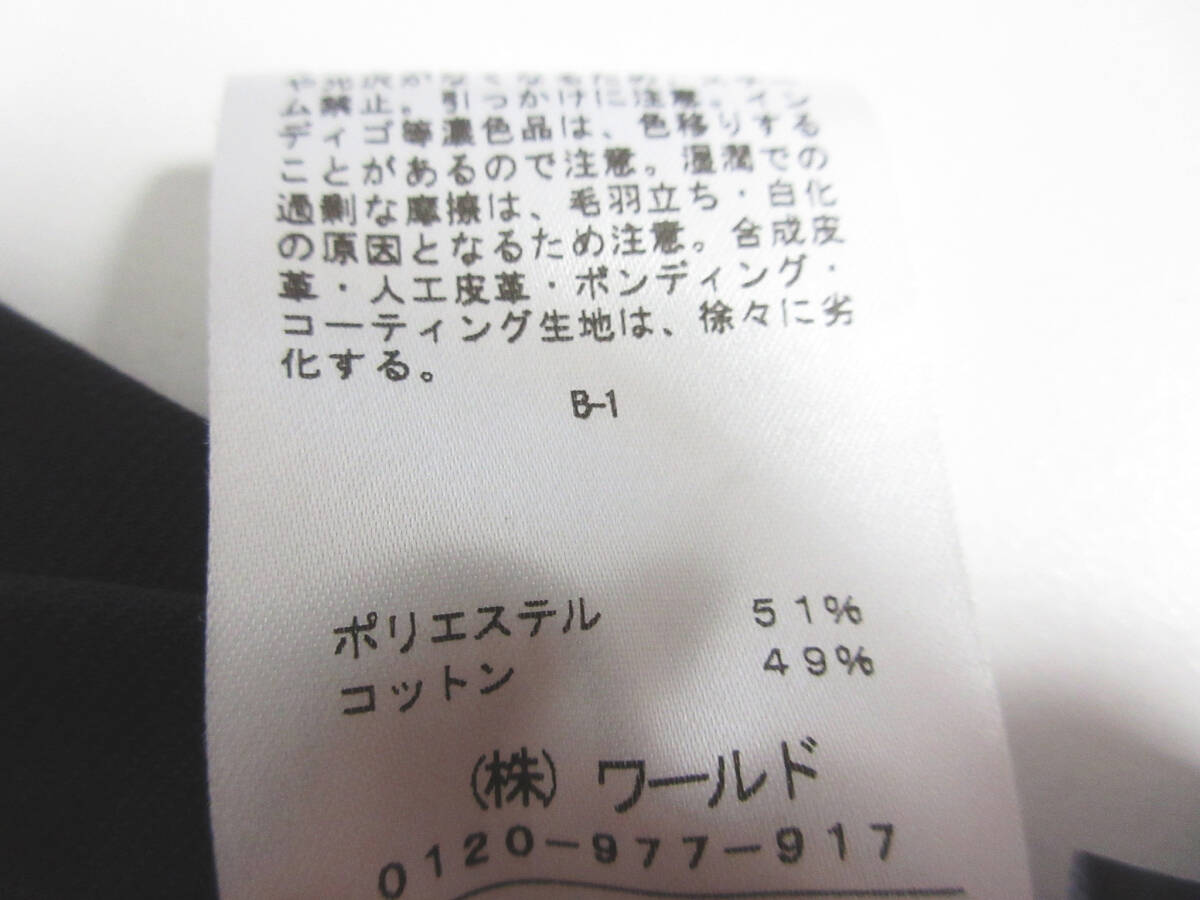 ム禁止。引っかけに注意。イン
ディゴ等濃色品は、色移りする
ことがあるので注意。湿潤での
過剰な摩擦は、毛羽立ち・白化
の原因となるため注意。合成皮
革・人工皮革・ボンディング・
コーティング生地は、徐々に劣
化する。
B-1
ポリエステル 51%
コットン 49%
(株) ワールド
0120-977-917